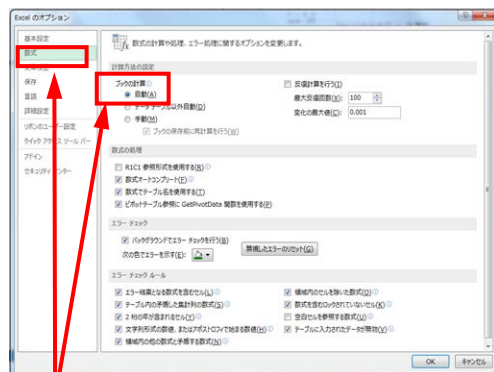 Excel のオプション
基本設定
数式
保存
言語
詳細設定
リボンのユーザー設定
クイック アクセス ツール バー
アドイン
セキュリティ センター
数式の計算や処理、エラー処理に関するオプションを変更します。
計算方法の設定
ブックの計算
自動(A)
データ テーブル以外自動(D)
手動(M)
ブックの保存前に再計算を行う(W)
反復計算を行う(I)
最大反復回数(X): 100
変化の最大値(C): 0.001
数式の処理
R1C1 参照形式を使用する(R)
数式オートコンプリート(F)
数式でテーブル名を使用する(T)
ピボットテーブル参照に GetPivotData 関数を使用する(P)
エラー チェック
バックグラウンドでエラー チェックを行う(B)
次の色でエラーを示す(E):
無視したエラーのリセット(G)
エラー チェック ルール
エラー結果となる数式を含むセル(L)
テーブル内の矛盾した集計列の数式(S)
2 桁の年が含まれるセル(Y)
文字列形式の数値、またはアポストロフィで始まる数値(H)
領域内の他の数式と矛盾する数式(N)
領域内のセルを除いた数式(O)
数式を含むロックされていないセル(K)
空白セルを参照する数式(U)
テーブルに入力されたデータが無効(V)
OK
キャンセル